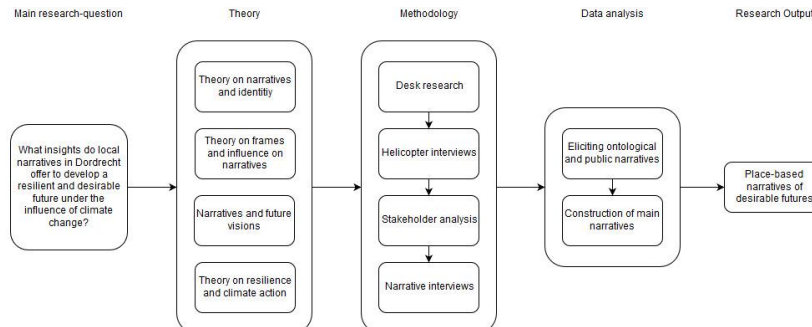 Main research-question
Theory
Methodology
Data analysis
Research Output
What insights do local
narratives in Dordrecht
offer to develop a
resilient and desirable
future under the
influence of climate
change?
Theory on narratives
and identitiy
Theory on frames
and influence on
narratives
Narratives and future
visions
Theory on resilience
and climate action
Desk research
Helicopter interviews
Stakeholder analysis
Narrative interviews
Eliciting ontological
and public narratives
Construction of main
narratives
Place-based
narratives of
desirable futures